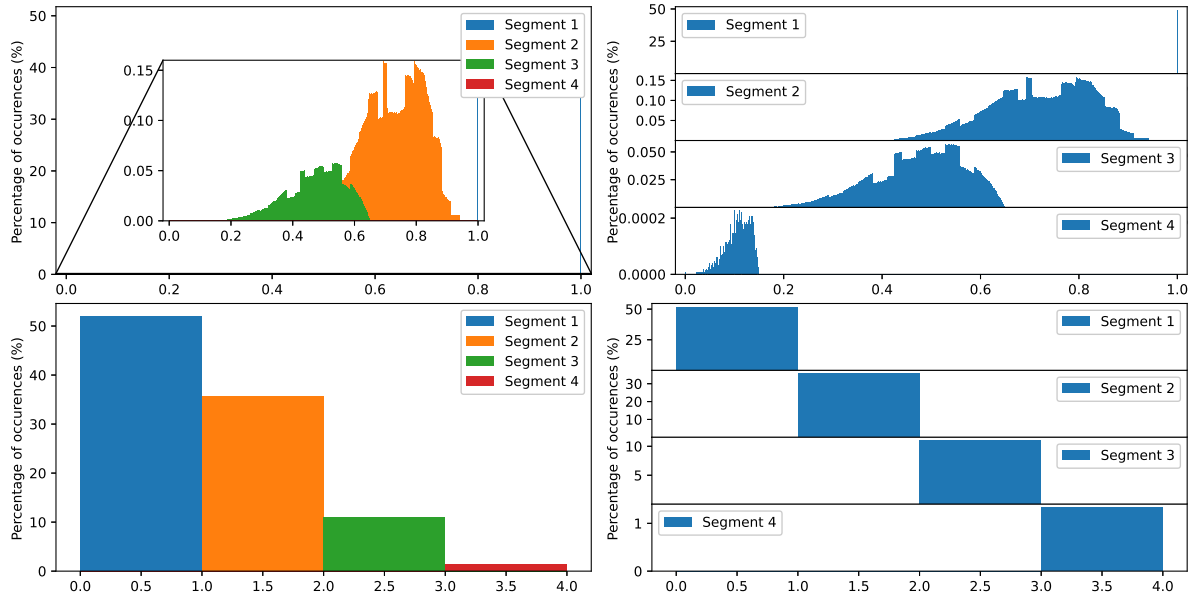 Percentage of occurences (%)
50
40
30
20
10
0
0.0 0.2 0.4 0.6 0.8 1.0
Segment 1
Segment 2
Segment 3
Segment 4
0.15
0.10
0.05
0.00
0.0 0.2 0.4 0.6 0.8 1.0
Percentage of occurences (%)
50
25
Segment 1
0.15
0.10
0.05
Segment 2
0.050
0.025
Segment 3
0.0002
0.0000
Segment 4
0.0 0.2 0.4 0.6 0.8 1.0
Percentage of occurences (%)
50
40
30
20
10
0
Segment 1
Segment 2
Segment 3
Segment 4
0.0 0.5 1.0 1.5 2.0 2.5 3.0 3.5 4.0
Percentage of occurences (%)
50
25
Segment 1
30
20
10
Segment 2
10
5
Segment 3
1
0
Segment 4
0.0 0.5 1.0 1.5 2.0 2.5 3.0 3.5 4.0